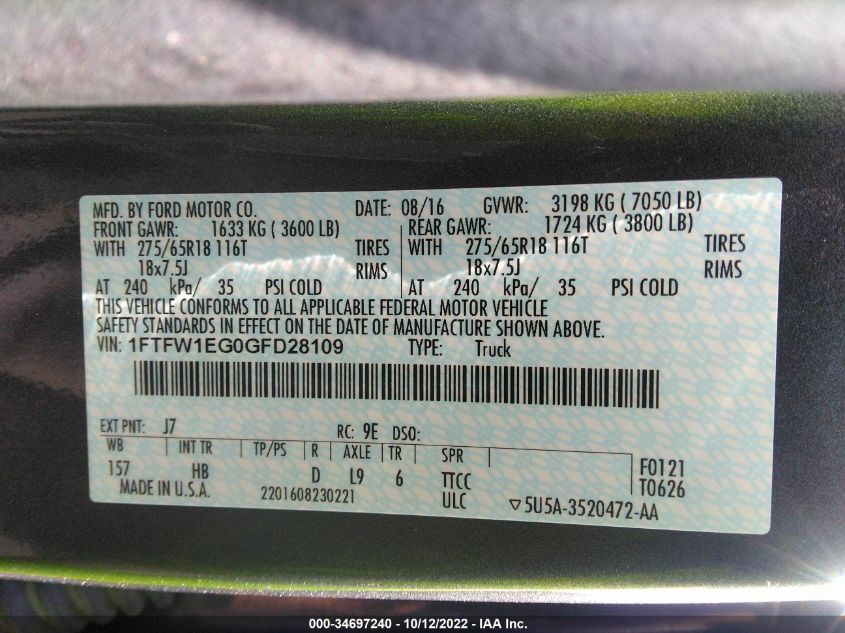 MFD. BY FORD MOTOR CO. DATE: 08/16 GVWR: 3198 KG ( 7050 LB)
FRONT GAWR: 1633 KG ( 3600 LB) REAR GAWR: 1724 KG ( 3800 LB)
WITH 275/65R18 116T TIRES WITH 275/65R18 116T TIRES
18x7.5J RIMS 18x7.5J RIMS
AT 240 kPa/ 35 PSI COLD AT 240 kPa/ 35 PSI COLD
THIS VEHICLE CONFORMS TO ALL APPLICABLE FEDERAL MOTOR VEHICLE
SAFETY STANDARDS IN EFFECT ON THE DATE OF MANUFACTURE SHOWN ABOVE.
VIN: 1FTFW1EG0GFD28109 TYPE: Truck
EXT PNT: J7 RC: 9E DSO:
WB INT TR TP/PS R AXLE TR SPR
157 HB D L9 6 TTCC F0121
MADE IN U.S.A. 2201608230221 ULC ▽5U5A-3520472-AA T0626
000-34697240 - 10/12/2022 - IAA Inc.